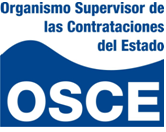 Organismo Supervisor de
las Contrataciones
del Estado
OSCE